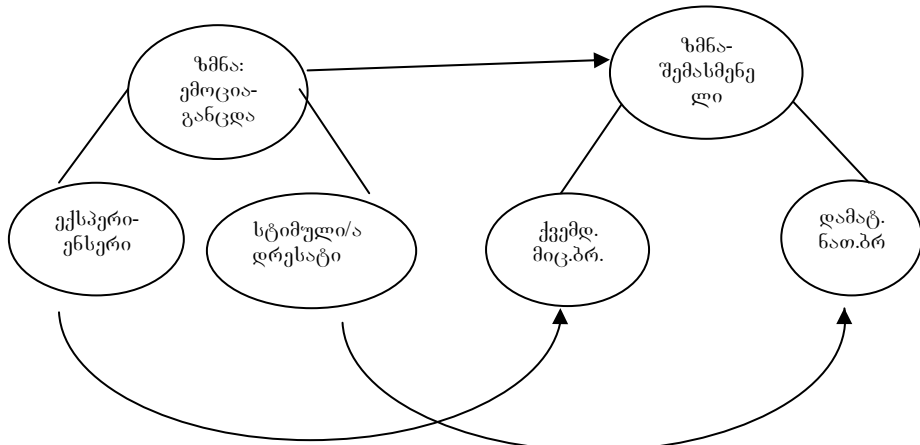 ზმნა:
ემოცია-
განცდა
ზმნა-
შემასმენე
ლი
ექსპერი-
ენსერი
სტიმული/ა
დრესატი
ქვემდ.
მიც.ბრ.
დამატ.
ნათ.ბრ